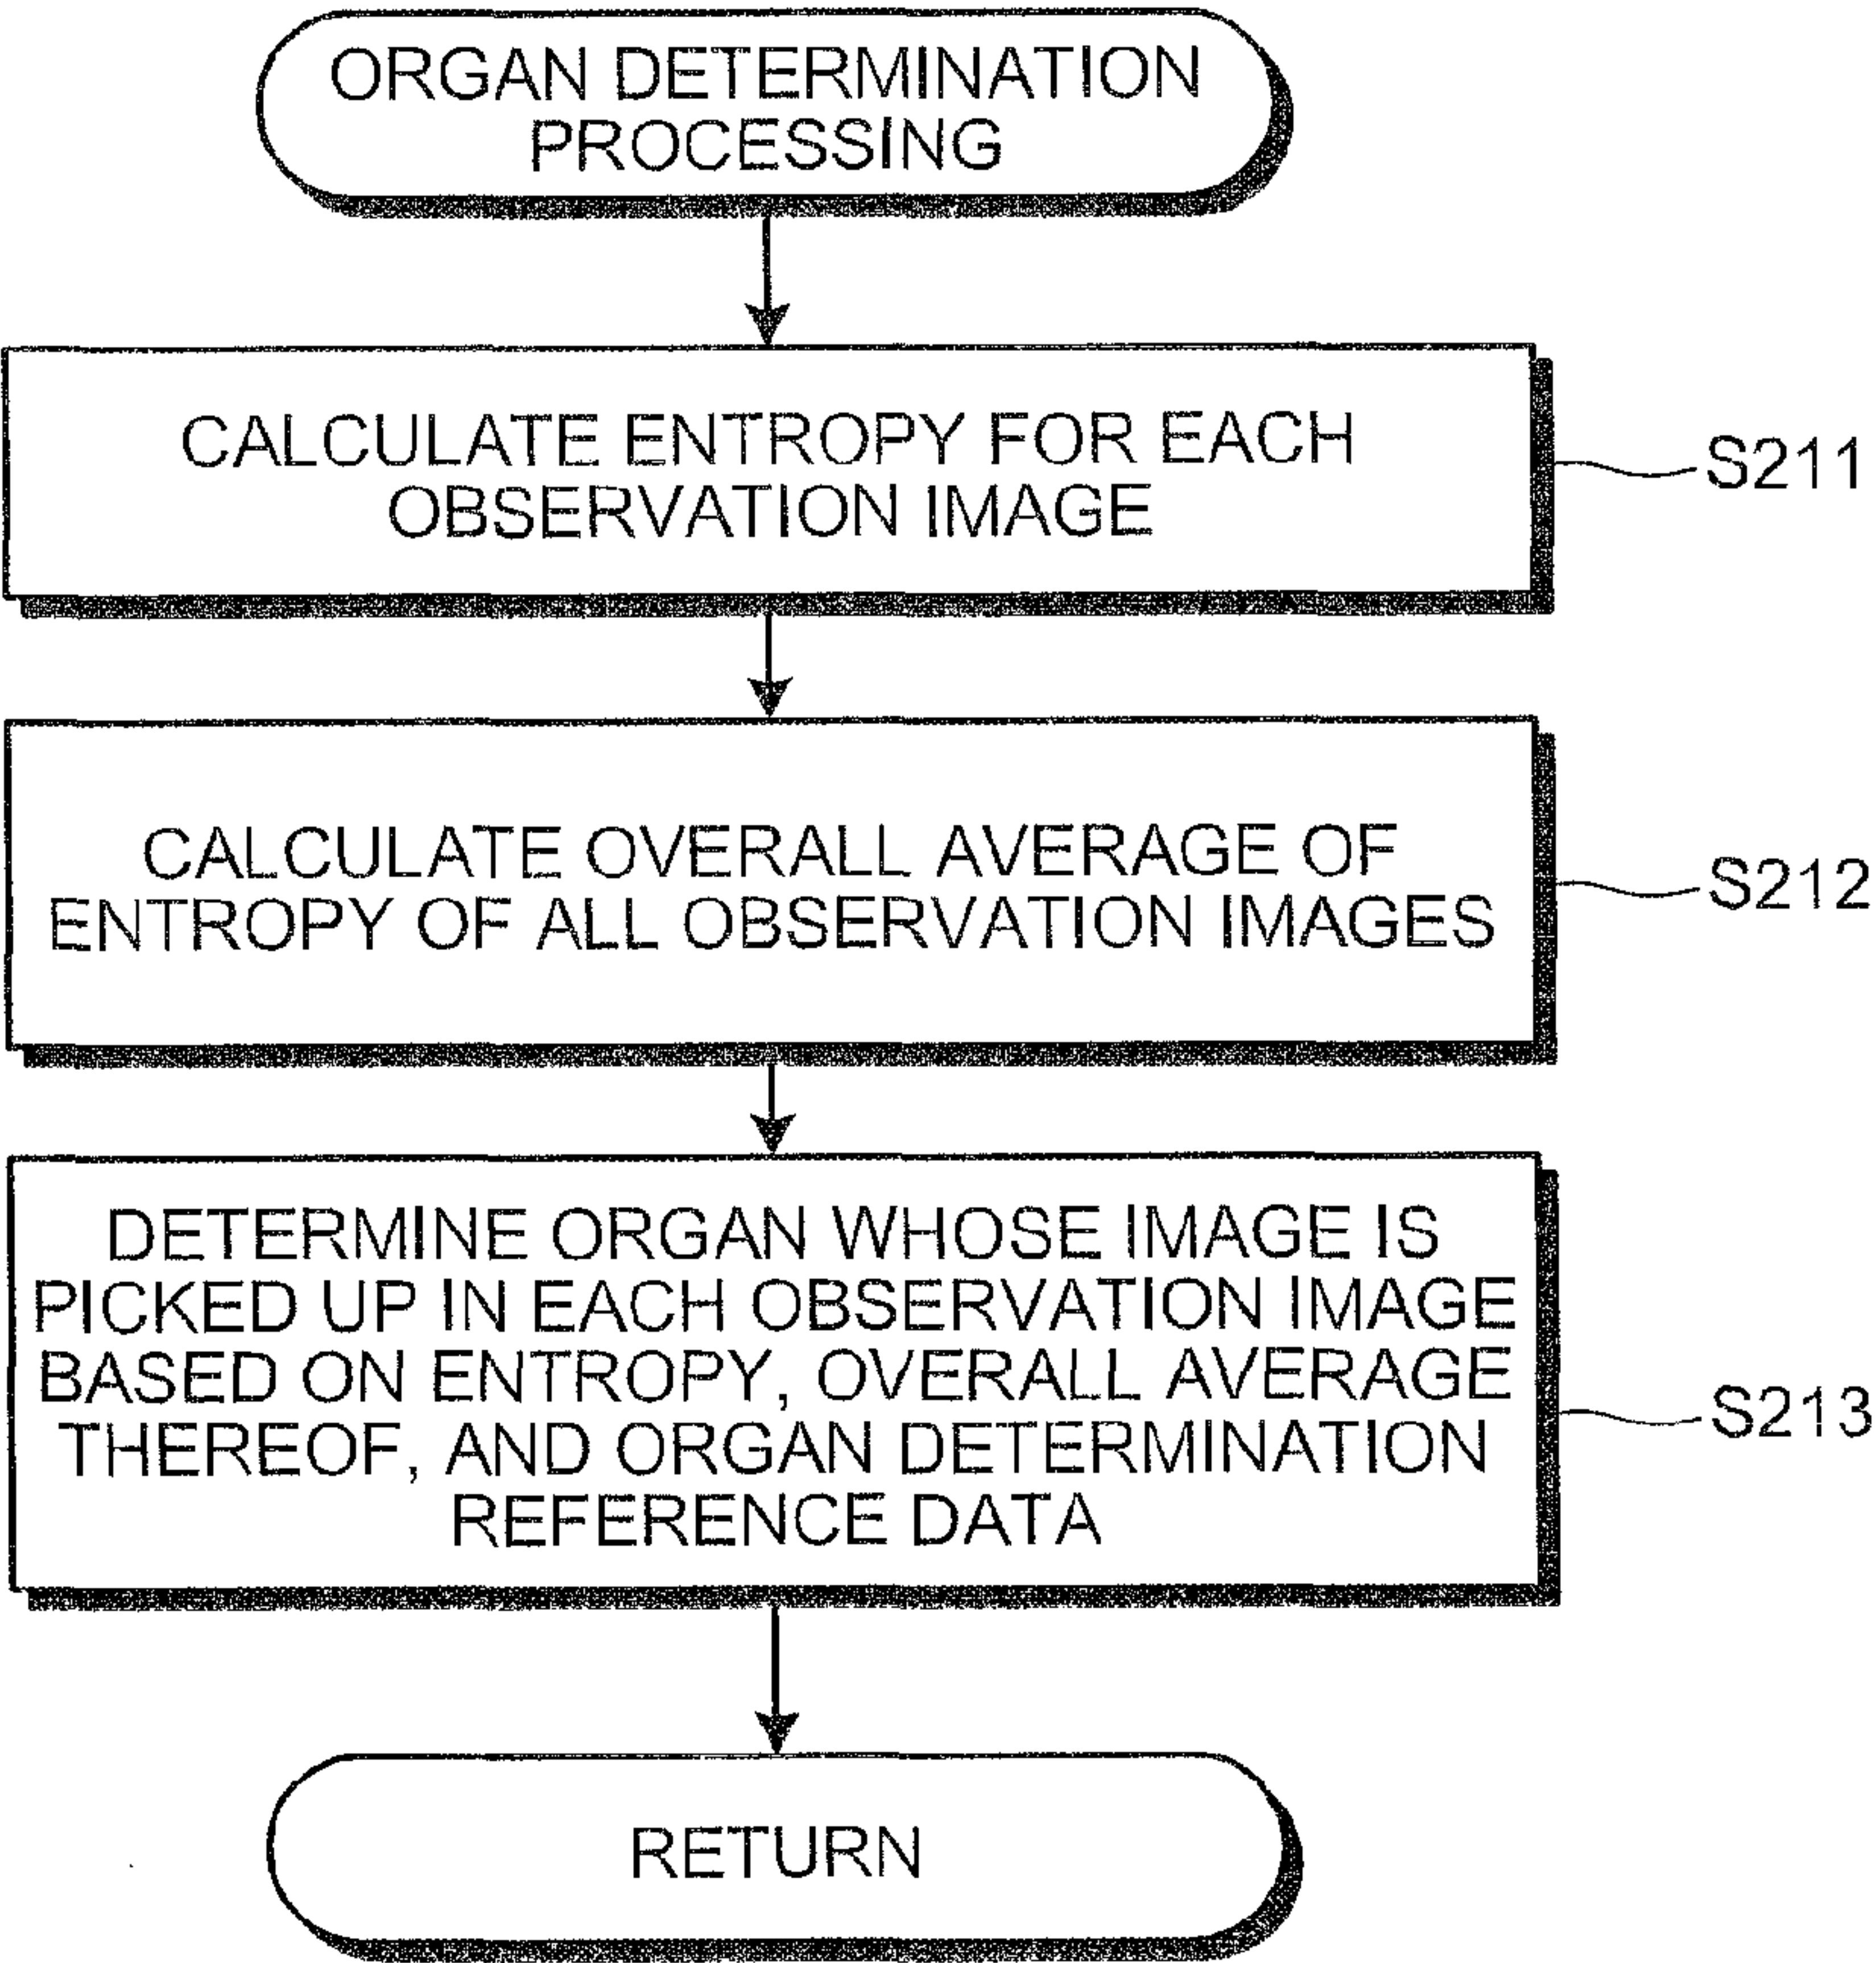 ORGAN DETERMINATION
PROCESSING
CALCULATE ENTROPY FOR EACH
OBSERVATION IMAGE
S211
CALCULATE OVERALL AVERAGE OF
ENTROPY OF ALL OBSERVATION IMAGES
S212
DETERMINE ORGAN WHOSE IMAGE IS
PICKED UP IN EACH OBSERVATION IMAGE
BASED ON ENTROPY, OVERALL AVERAGE
THEREOF, AND ORGAN DETERMINATION
REFERENCE DATA
S213
RETURN